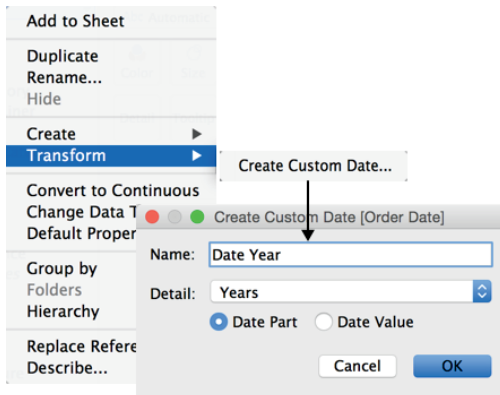 Add to Sheet
Duplicate
Rename...
Hide
Create
Transform
Create Custom Date...
Convert to Continuous
Change Data T
Default Proper
Group by
Folders
Hierarchy
Replace Refere
Describe...
Create Custom Date [Order Date]
Name: Date Year
Detail: Years
Date Part Date Value
Cancel OK